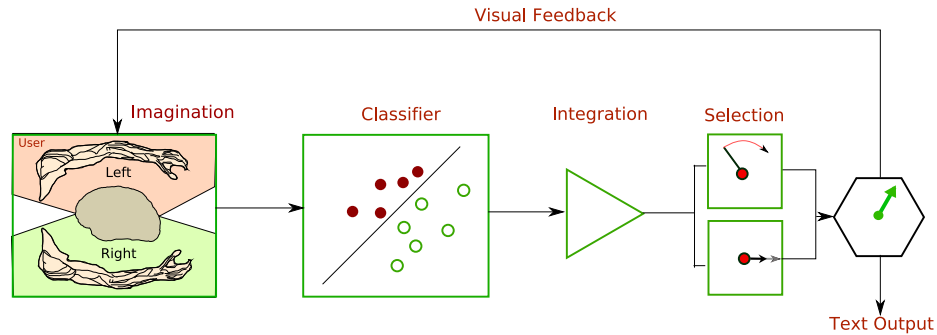 Visual Feedback
Imagination
Classifier
Integration
Selection
User
Left
Right
Text Output